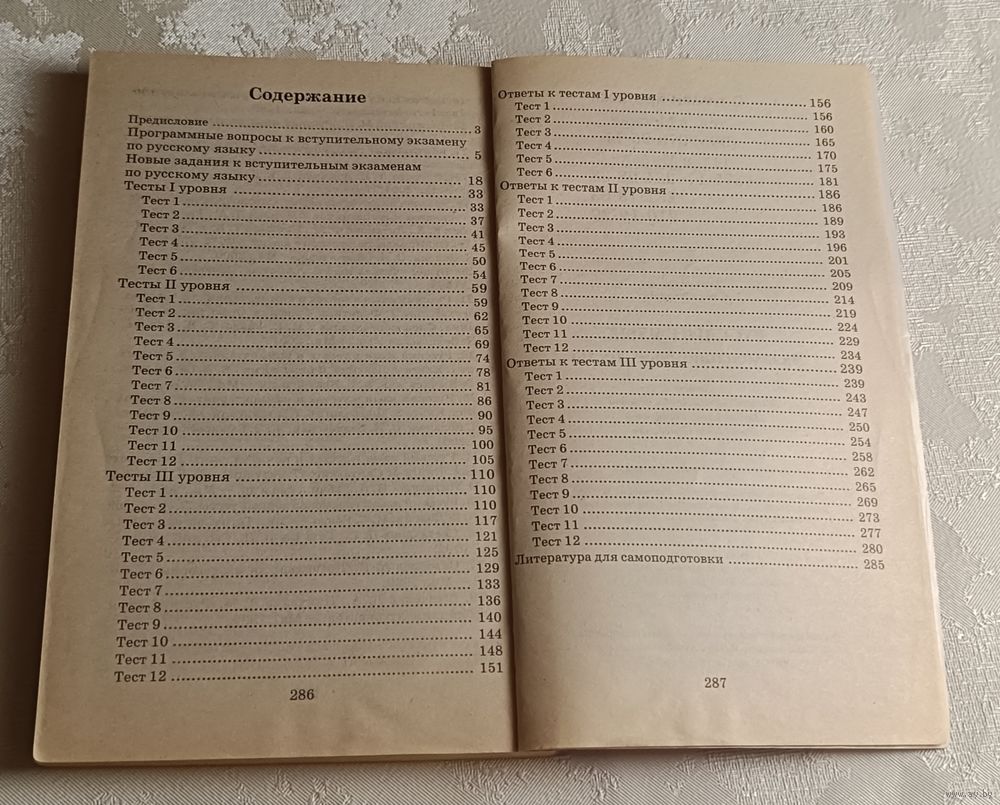 Содержание
Предисловие 3
Программные вопросы к вступительному экзамену
по русскому языку 5
Новые задания к вступительным экзаменам
по русскому языку 18
Тесты I уровня 33
Тест 1 33
Тест 2 37
Тест 3 41
Тест 4 45
Тест 5 50
Тест 6 54
Тесты II уровня 59
Тест 1 59
Тест 2 62
Тест 3 65
Тест 4 69
Тест 5 74
Тест 6 78
Тест 7 81
Тест 8 86
Тест 9 90
Тест 10 95
Тест 11 100
Тест 12 105
Тесты III уровня 110
Тест 1 110
Тест 2 110
Тест 3 117
Тест 4 121
Тест 5 125
Тест 6 129
Тест 7 133
Тест 8 136
Тест 9 140
Тест 10 144
Тест 11 148
Тест 12 151
286
Ответы к тестам I уровня 156
Тест 1 156
Тест 2 160
Тест 3 165
Тест 4 170
Тест 5 175
Тест 6 181
Ответы к тестам II уровня 186
Тест 1 186
Тест 2 189
Тест 3 193
Тест 4 196
Тест 5 201
Тест 6 205
Тест 7 209
Тест 8 214
Тест 9 219
Тест 10 224
Тест 11 229
Тест 12 234
Ответы к тестам III уровня 239
Тест 1 239
Тест 2 243
Тест 3 247
Тест 4 250
Тест 5 254
Тест 6 258
Тест 7 262
Тест 8 265
Тест 9 269
Тест 10 273
Тест 11 277
Тест 12 280
Литература для самоподготовки 285
287
www.av.by